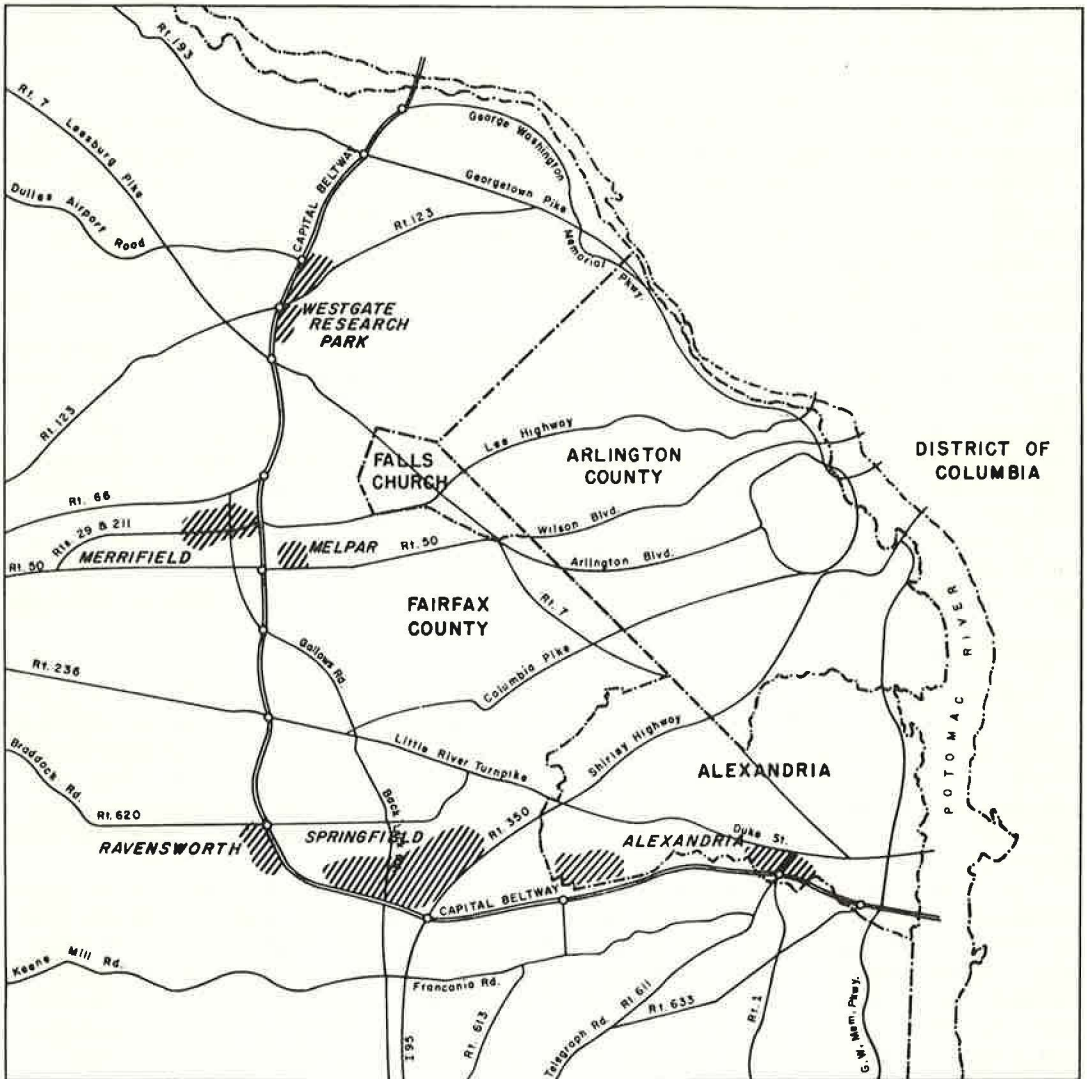 Rt. 193
Rt. 7
Leesburg Pike
Dulles Airport Road
CAPITAL BELTWAY
George Washington
Memorial Pkwy.
Georgetown Pike
Rt. 123
WESTGATE
RESEARCH
PARK
Rt. 123
FALLS
CHURCH
Lee Highway
ARLINGTON
COUNTY
DISTRICT OF
COLUMBIA
Rt. 66
Rts. 29 & 211
MERRIFIELD
MELPAR
Rt. 50
Rt. 50
Wilson Blvd.
Arlington Blvd.
FAIRFAX
COUNTY
Rt. 7
Gallows Rd.
Columbia Pike
POTOMAC RIVER
Rt. 236
Little River Turnpike
Shirley Highway
ALEXANDRIA
Braddock Rd.
Rt. 620
Back
RAVENSWORTH
SPRINGFIELD
Rt. 350
ALEXANDRIA
Duke St.
CAPITAL BELTWAY
Keene Mill Rd.
Franconia Rd.
I 95
Rt. 613
Telegraph Rd.
Rt. 611
Rt. 633
Rt. 1
G.W. Mem. Pkwy.